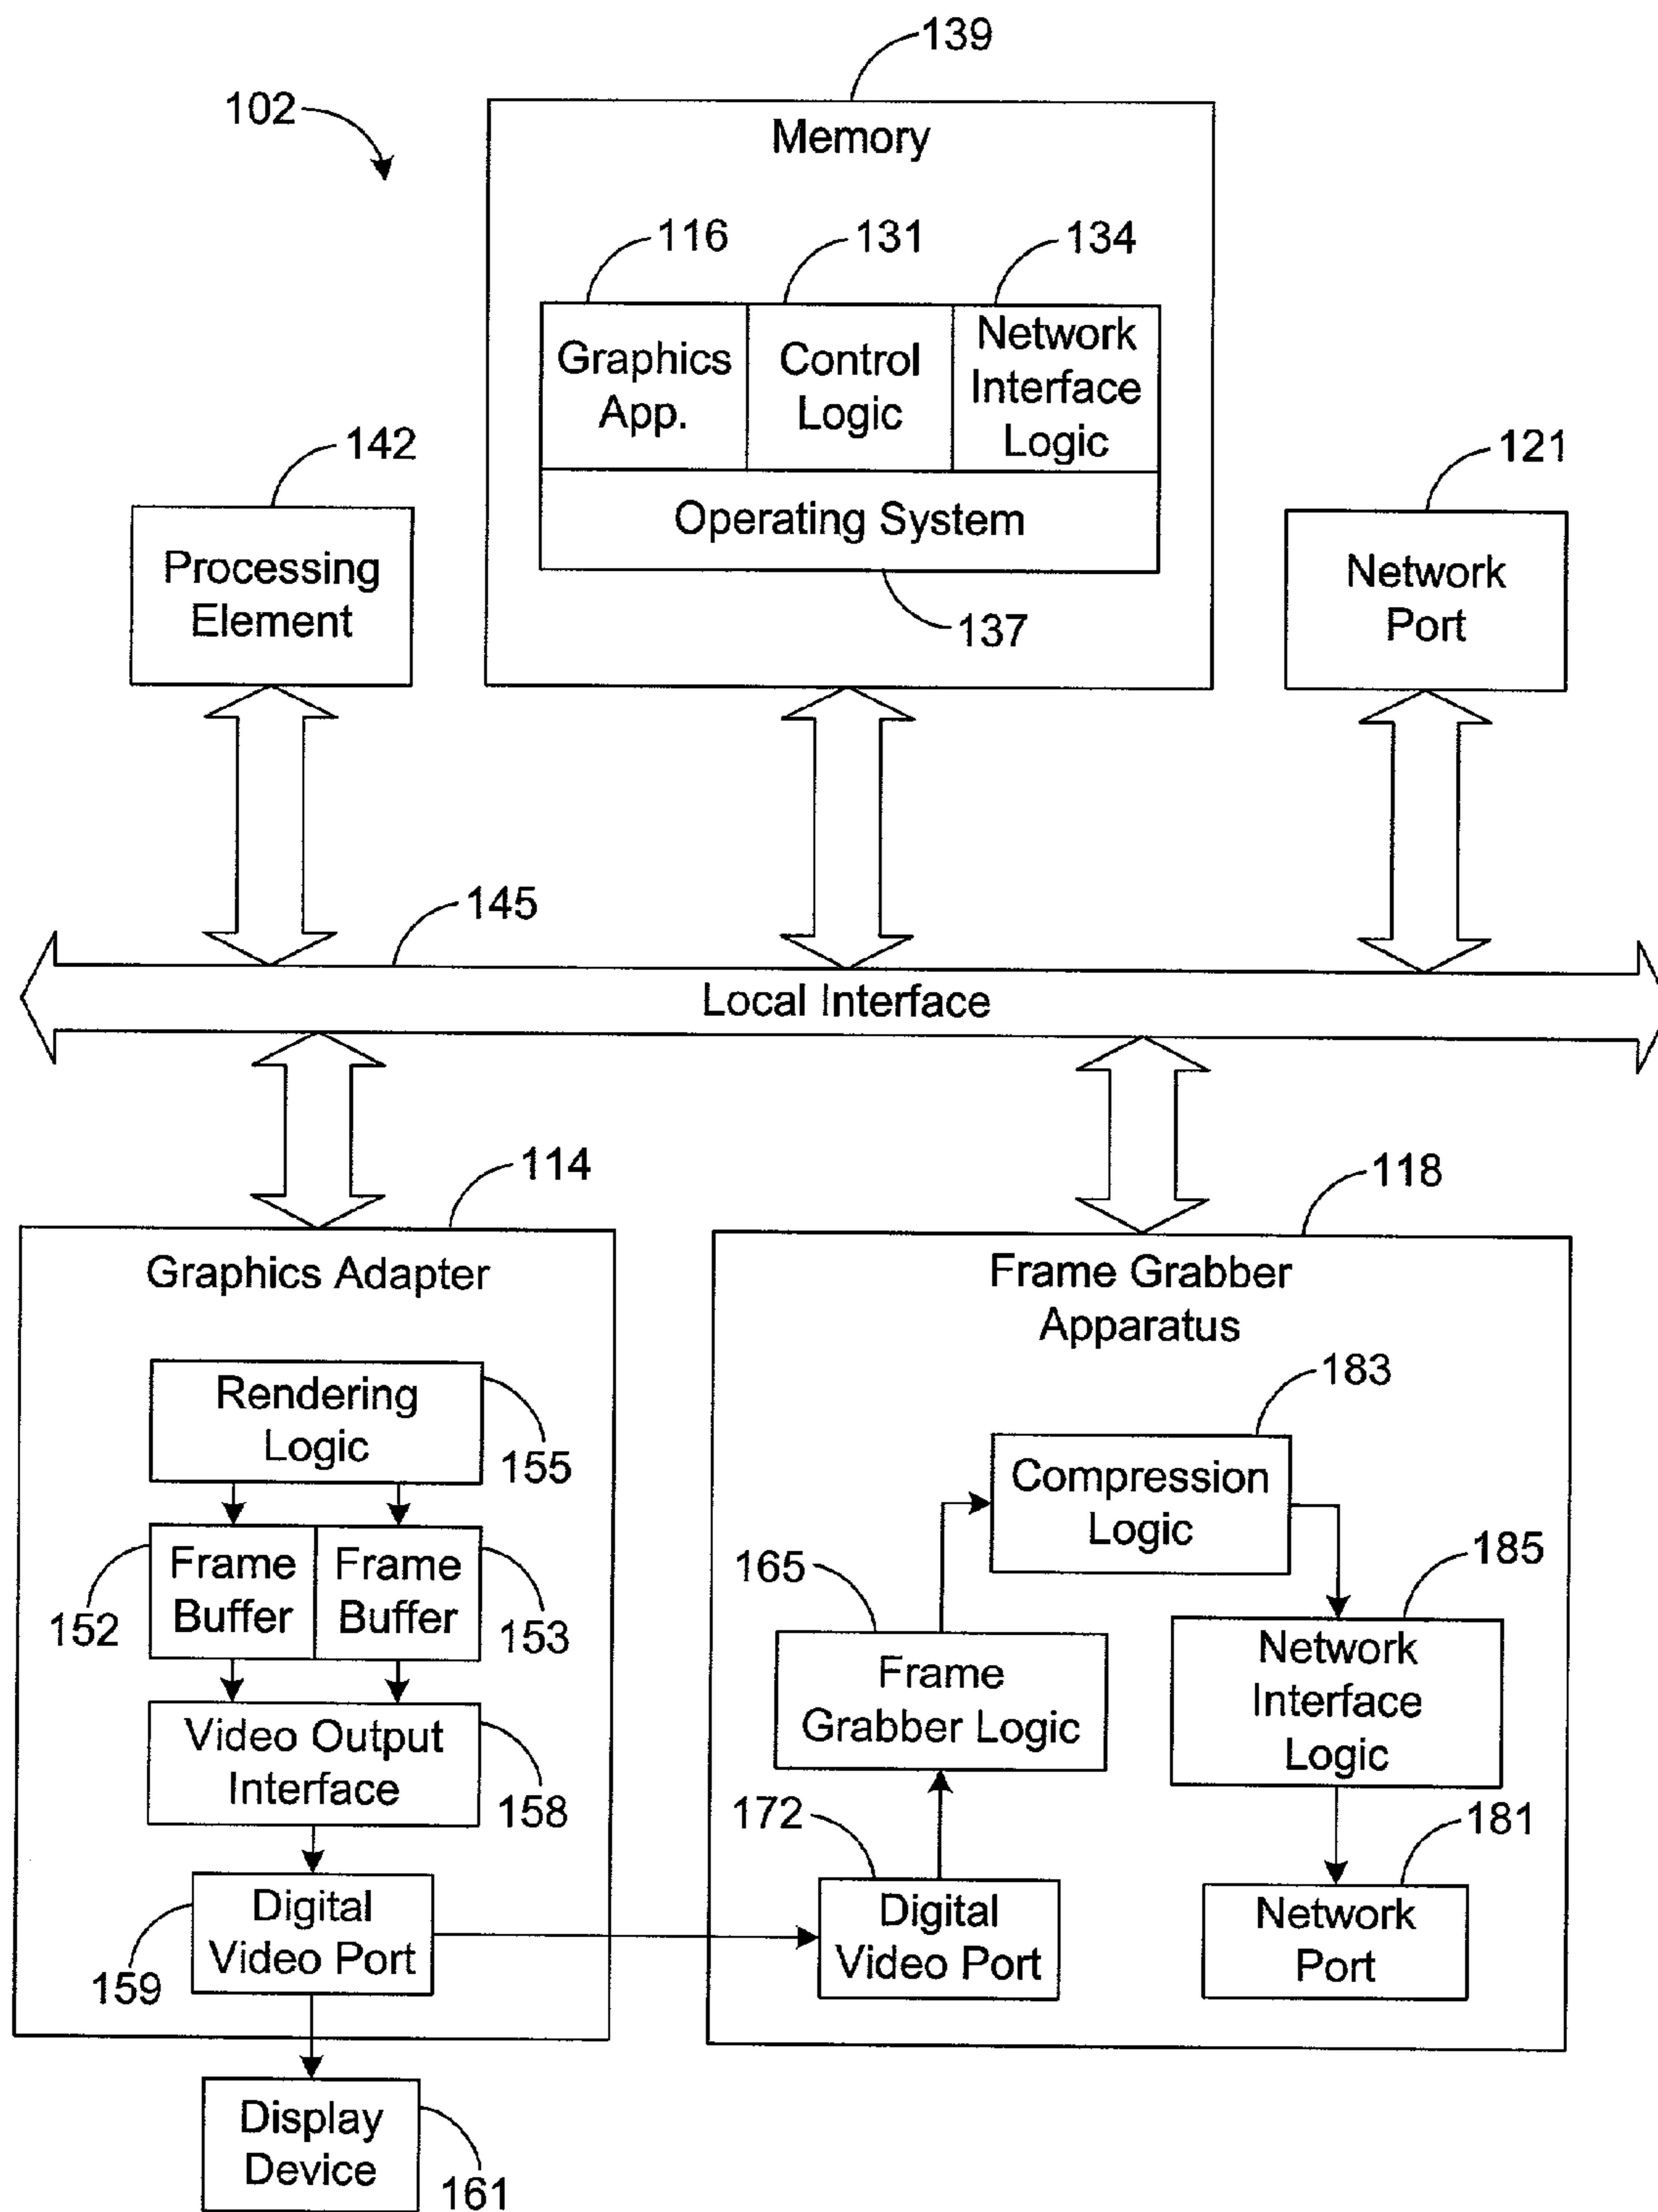 139
102
Memory
116
131
134
Graphics
App.
Control
Logic
Network
Interface
Logic
142
121
Processing
Element
Operating System
Network
Port
137
145
Local Interface
114
118
Graphics Adapter
Frame Grabber
Apparatus
Rendering
Logic
155
183
Compression
Logic
Frame
Buffer
Frame
Buffer
152
153
165
185
Frame
Grabber Logic
Network
Interface
Logic
Video Output
Interface
158
172
181
Digital
Video Port
159
Digital
Video Port
Network
Port
Display
Device
161